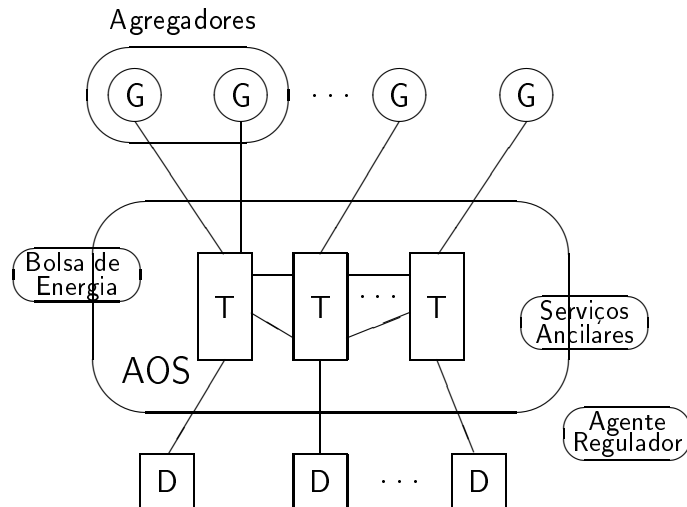 Agregadores
G G · · · G G
Bolsa de
Energia
T T · · · T
Serviços
Ancilares
AOS
Agente
Regulador
D D · · · D